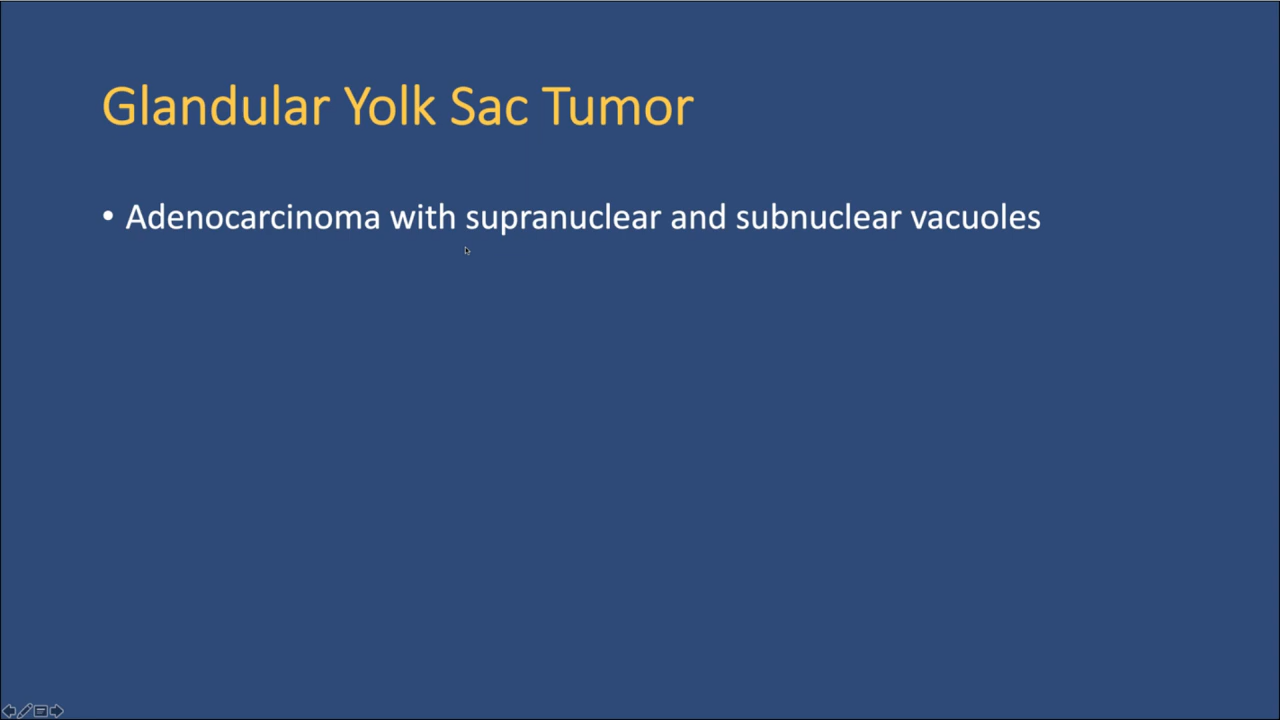 Glandular Yolk Sac Tumor
• Adenocarcinoma with supranuclear and subnuclear vacuoles